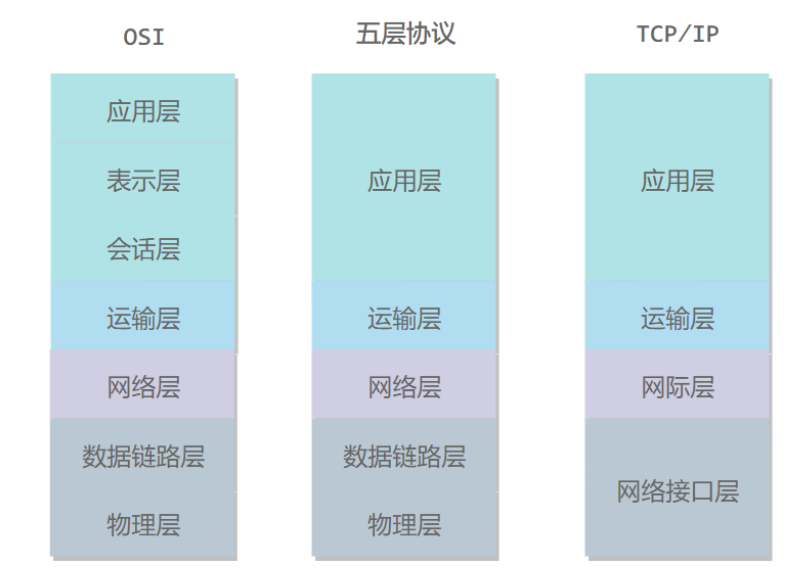 OSI
应用层
表示层
会话层
运输层
网络层
数据链路层
物理层
五层协议
应用层
运输层
网络层
数据链路层
物理层
TCP/IP
应用层
运输层
网际层
网络接口层